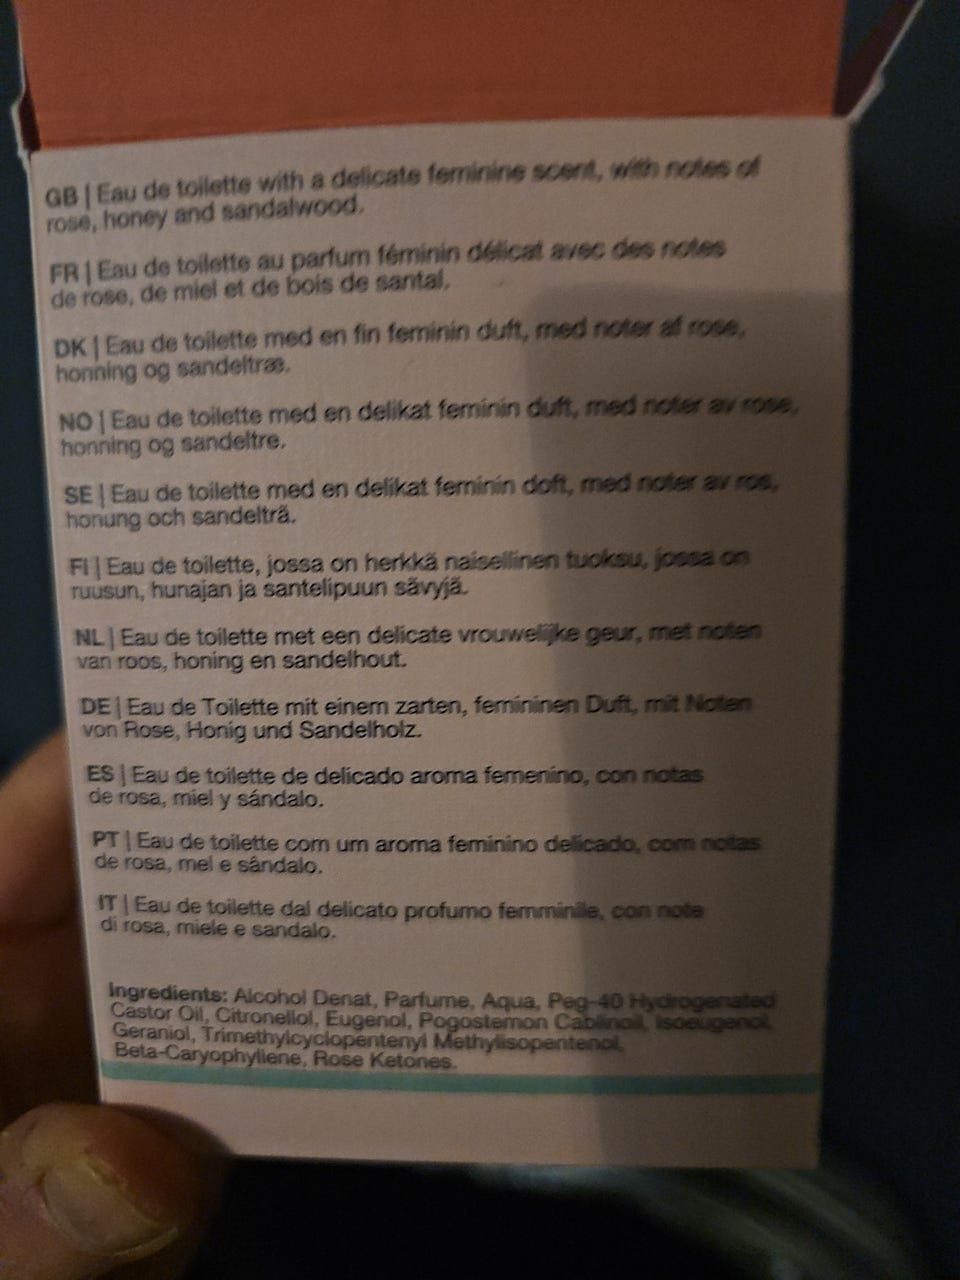 GB | Eau de toilette with a delicate feminine scent, with notes of
rose, honey and sandalwood.
FR | Eau de toilette au parfum féminin délicat avec des notes
de rose, de miel et de bois de santal.
DK | Eau de toilette med en fin feminin duft, med noter af rose,
honning og sandeltræ.
NO | Eau de toilette med en delikat feminin duft, med noter av rose,
honning og sandeltre.
SE | Eau de toilette med en delikat feminin doft, med noter av ros,
honung och sandelträ.
FI | Eau de toilette, jossa on herkkä naisellinen tuoksu, jossa on
ruusun, hunajan ja santelipuun sävyjä.
NL | Eau de toilette met een delicate vrouwelijke geur, met noten
van roos, honing en sandelhout.
DE | Eau de Toilette mit einem zarten, femininen Duft, mit Noten
von Rose, Honig und Sandelholz.
ES | Eau de toilette de delicado aroma femenino, con notas
de rosa, miel y sándalo.
PT | Eau de toilette com um aroma feminino delicado, com notas
de rosa, mel e sândalo.
IT | Eau de toilette dal delicato profumo femminile, con note
di rosa, miele e sandalo.
Ingredients: Alcohol Denat, Parfume, Aqua, Peg-40 Hydrogenated
Castor Oil, Citronellol, Eugenol, Pogostemon Cablinoil, Isoeugenol,
Geraniol, Trimethylcyclopentenyl Methylisopentenol,
Beta-Caryophyllene, Rose Ketones.